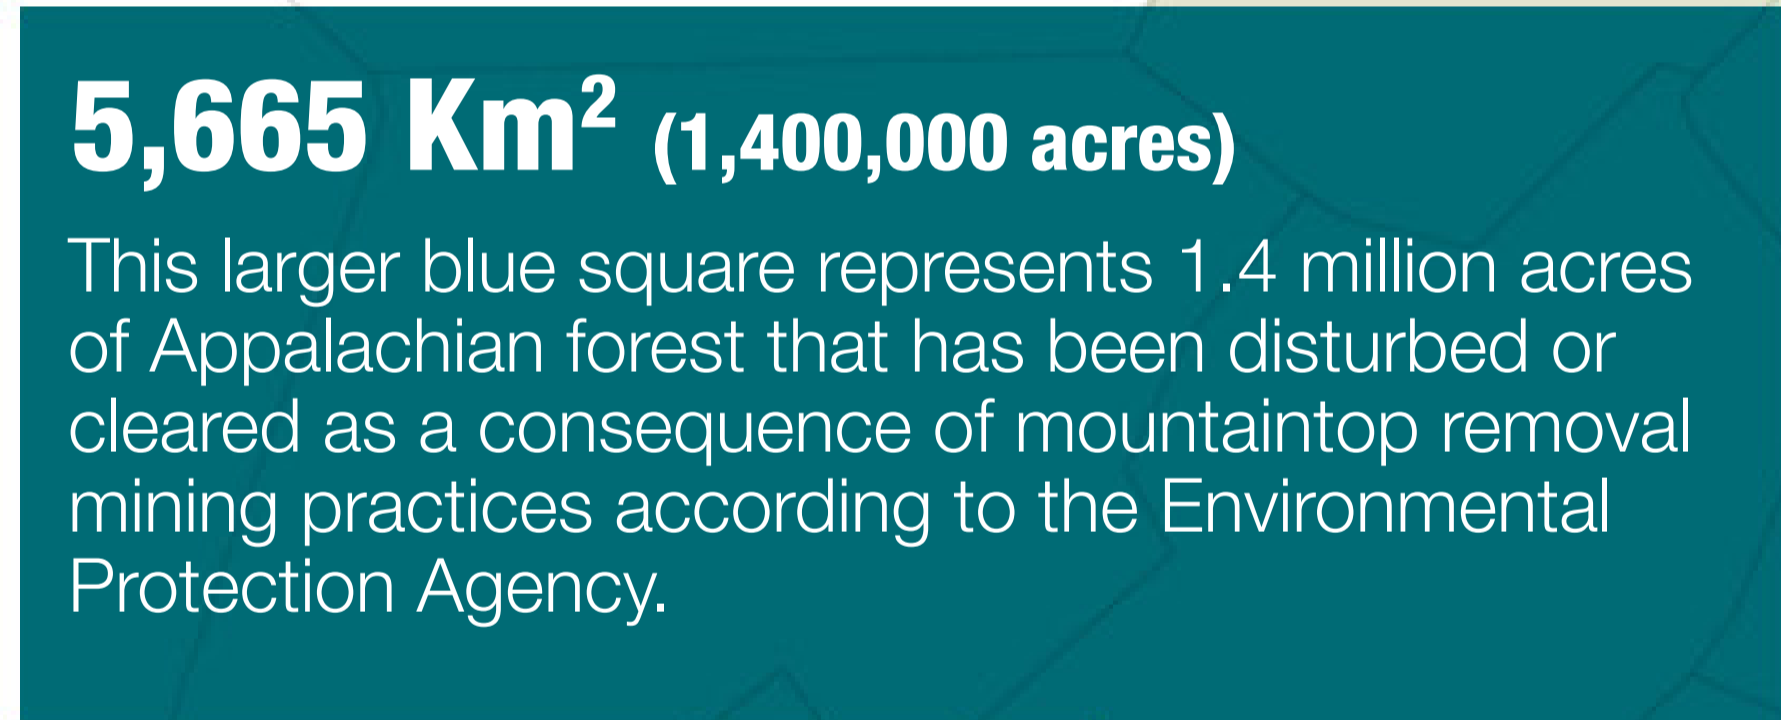 5,665 Km² (1,400,000 acres)
This larger blue square represents 1.4 million acres
of Appalachian forest that has been disturbed or
cleared as a consequence of mountaintop removal
mining practices according to the Environmental
Protection Agency.